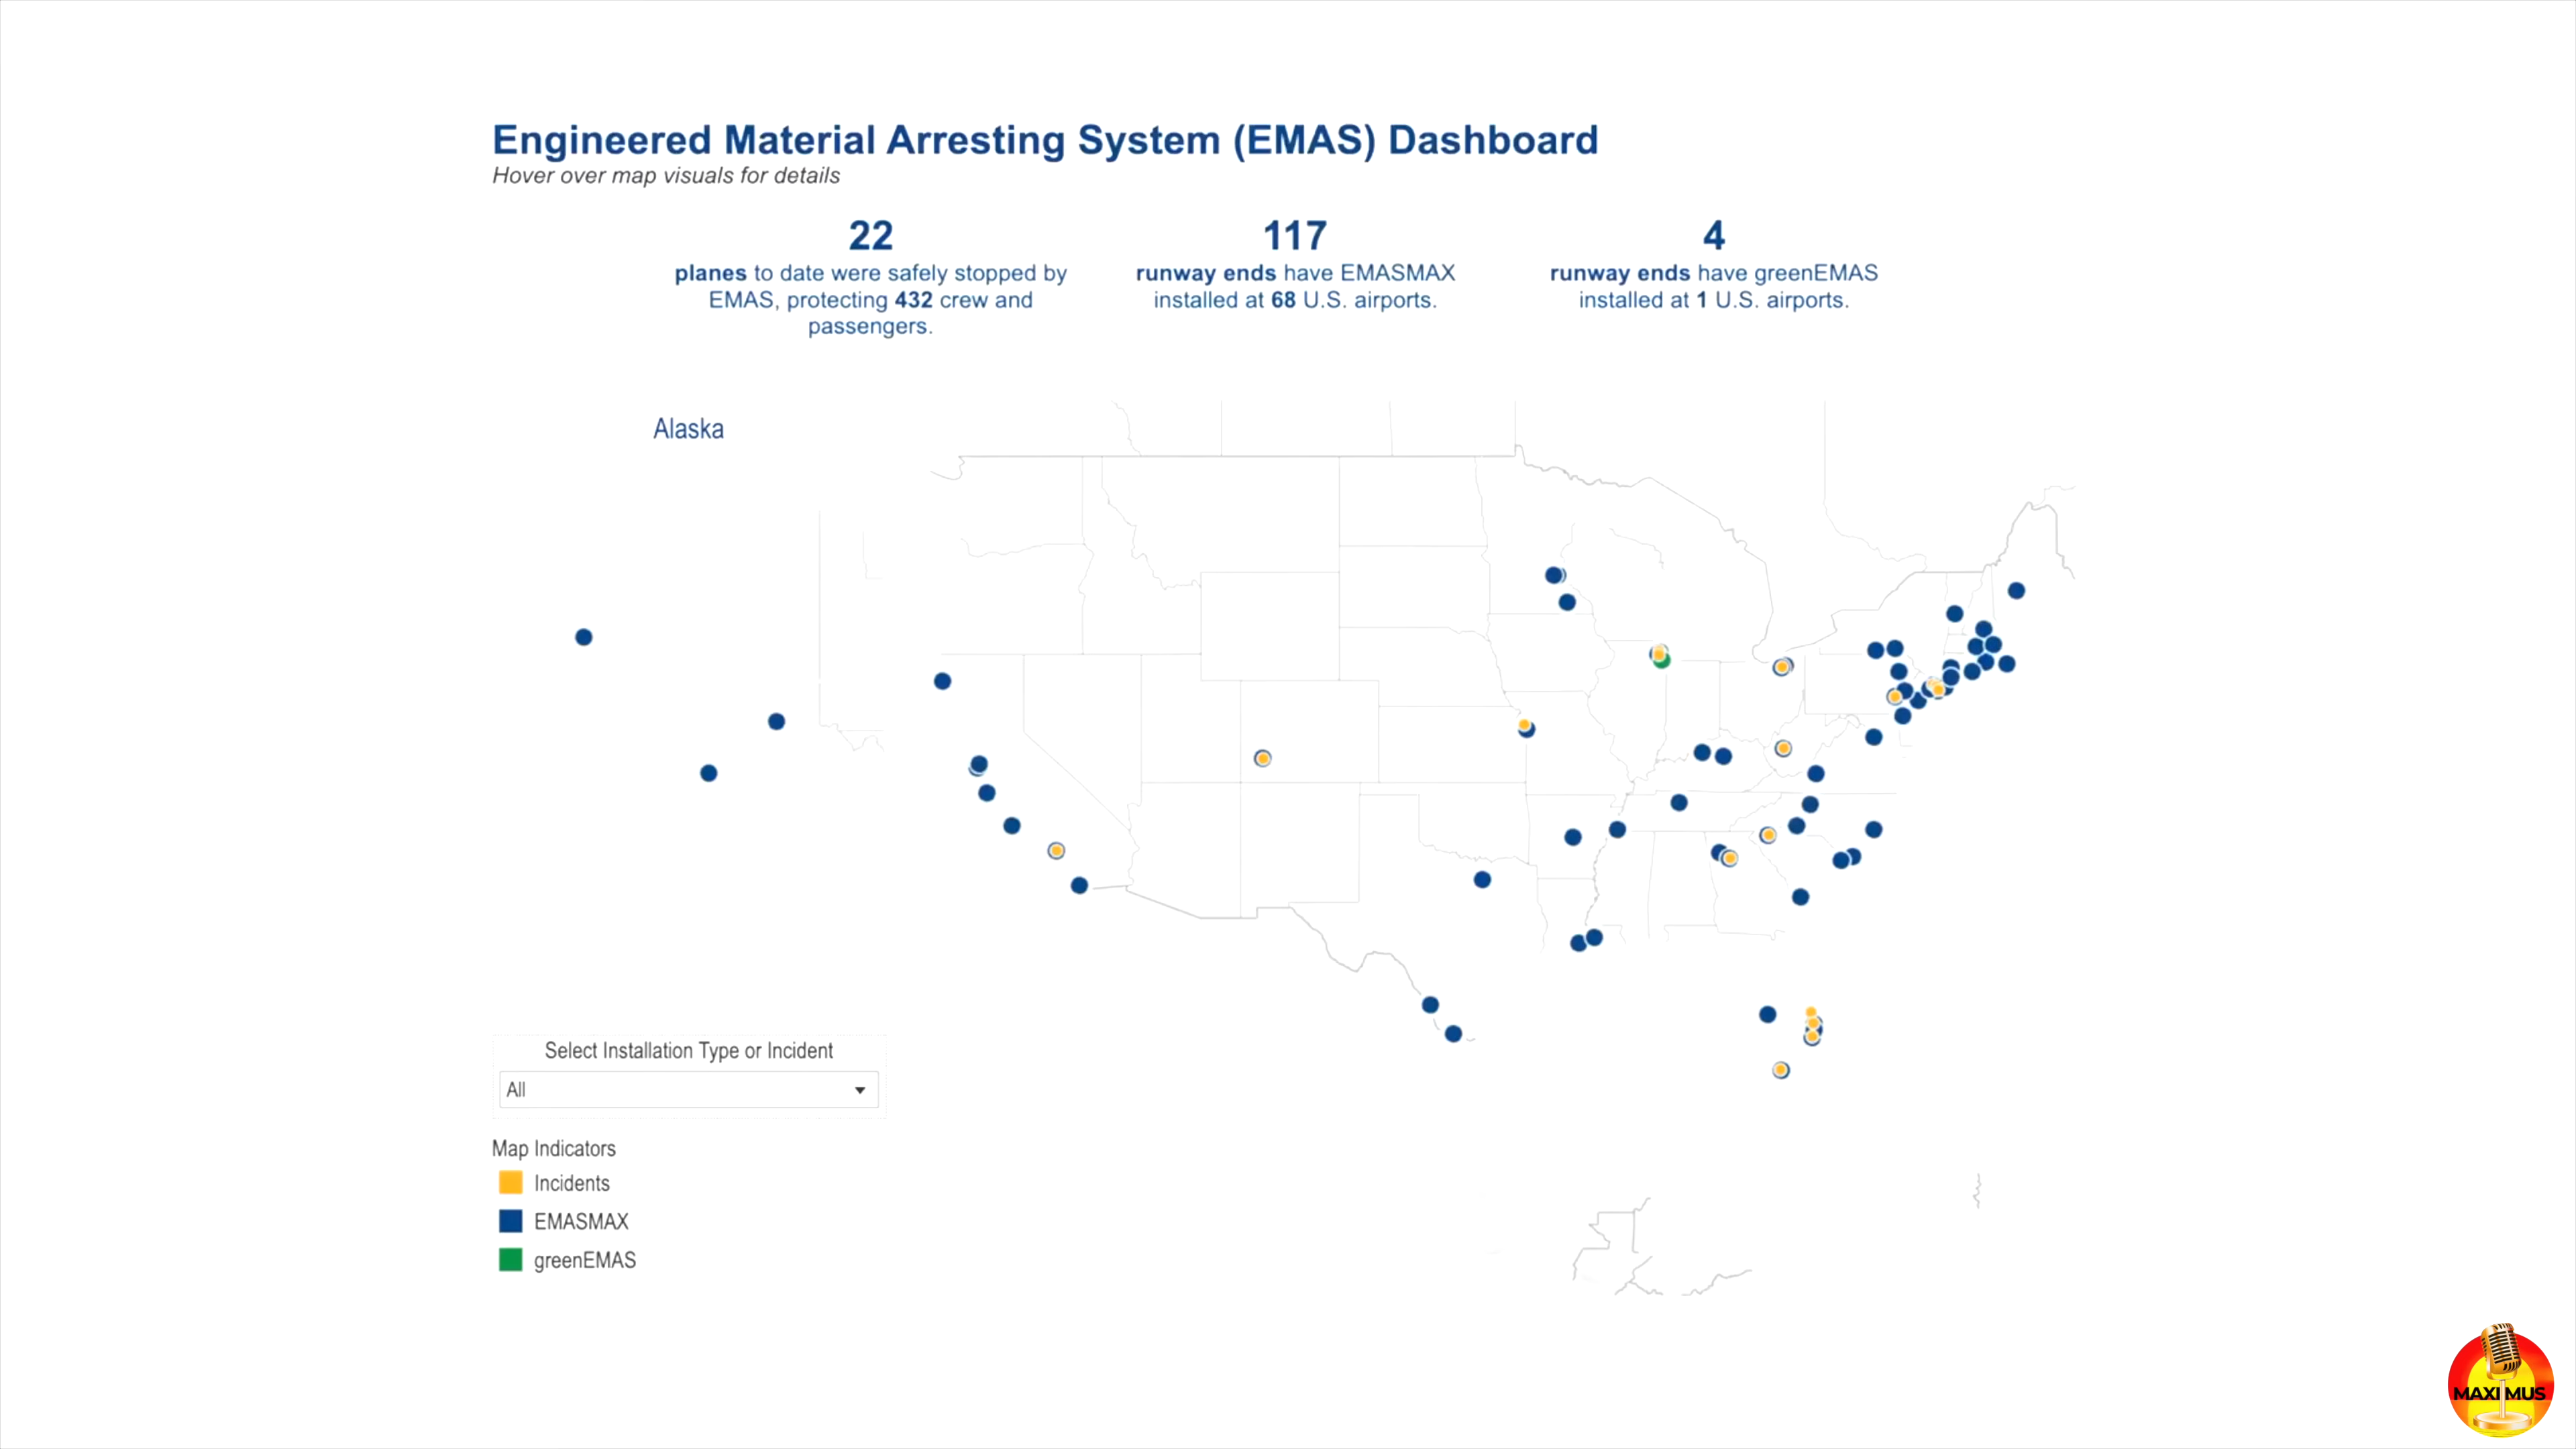 Engineered Material Arresting System (EMAS) Dashboard
Hover over map visuals for details
22
planes to date were safely stopped by
EMAS, protecting 432 crew and
passengers.
117
runway ends have EMASMAX
installed at 68 U.S. airports.
4
runway ends have greenEMAS
installed at 1 U.S. airports.
Alaska
Select Installation Type or Incident
All
Map Indicators
Incidents
EMASMAX
greenEMAS
MAXIMUS